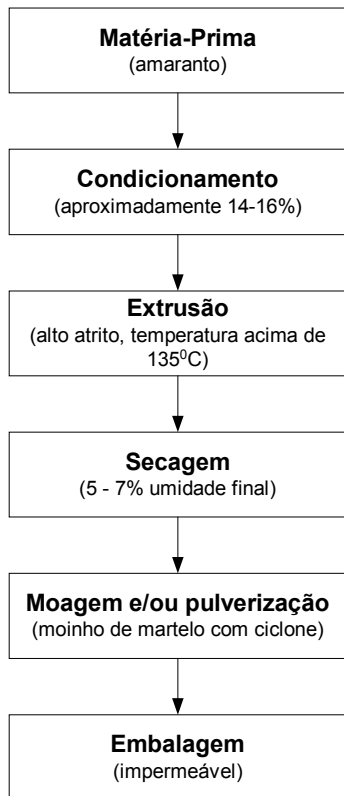 Matéria-Prima
(amaranto)
Condicionamento
(aproximadamente 14-16%)
Extrusão
(alto atrito, temperatura acima de
135⁰C)
Secagem
(5 - 7% umidade final)
Moagem e/ou pulverização
(moinho de martelo com ciclone)
Embalagem
(impermeável)